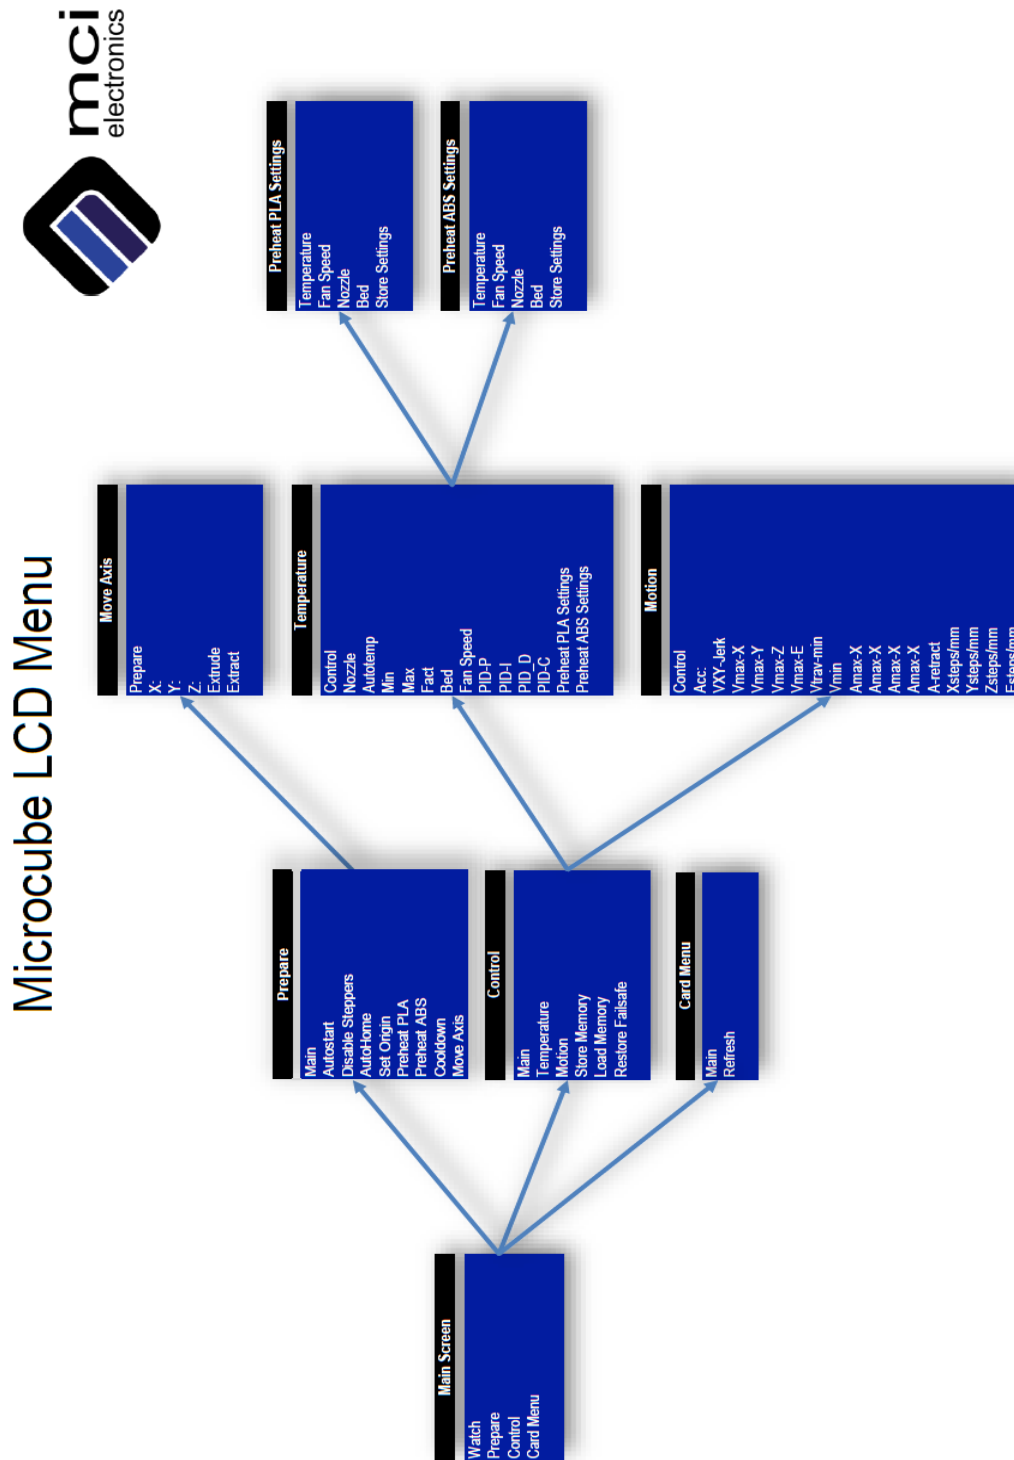 Microcube LCD Menu
mci
electronics
Main Screen
Watch
Prepare
Control
Card Menu
Prepare
Main
Autostart
Disable Steppers
AutoHome
Set Origin
Preheat PLA
Preheat ABS
Cooldown
Move Axis
Control
Main
Temperature
Motion
Store Memory
Load Memory
Restore Failsafe
Card Menu
Main
Refresh
Move Axis
Prepare
X:
Y:
Z:
Extrude
Extract
Temperature
Control
Nozzle
Autotemp
Min
Max
Fact
Bed
Fan Speed
PID-P
PID-I
PID_D
PID-C
Preheat PLA Settings
Preheat ABS Settings
Motion
Control
Acc:
VXY-Jerk
Vmax-X
Vmax-Y
Vmax-Z
Vmax-E
Vtrav-min
Vmin
Amax-X
Amax-X
Amax-X
Amax-X
A-retract
Xsteps/mm
Ysteps/mm
Zsteps/mm
Esteps/mm
Preheat PLA Settings
Temperature
Fan Speed
Nozzle
Bed
Store Settings
Preheat ABS Settings
Temperature
Fan Speed
Nozzle
Bed
Store Settings